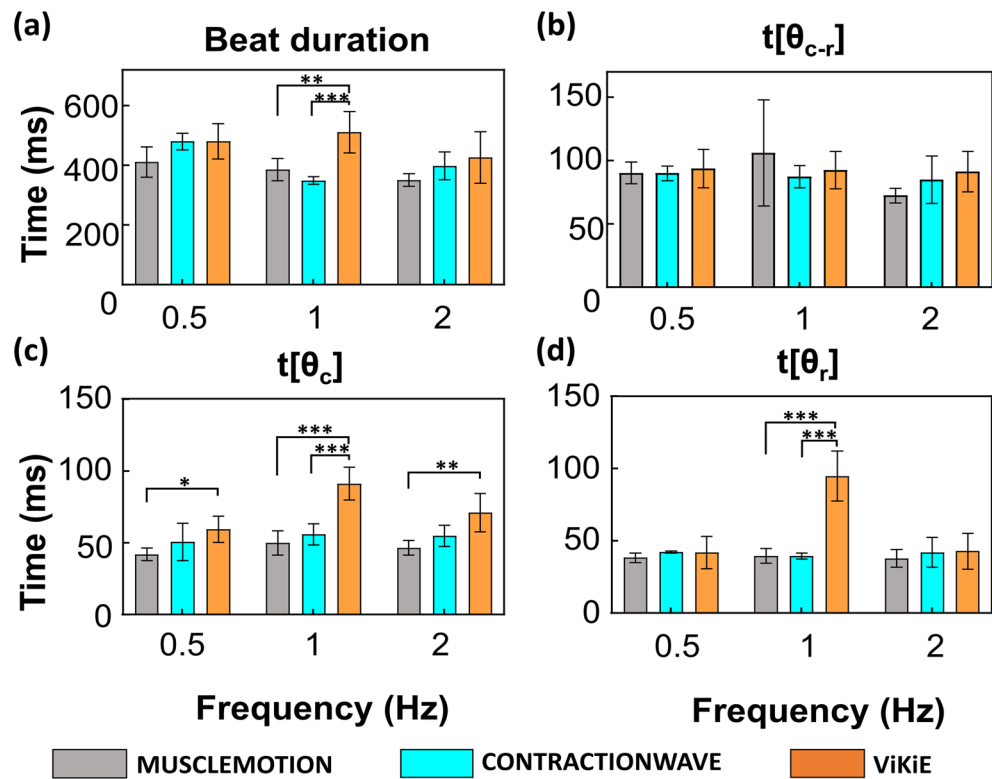 (a) Beat duration
Time (ms)
600
400
200
0
** 
***
0.5 1 2
(b) t[θc-r]
150
100
50
0
0.5 1 2
(c) t[θc]
Time (ms)
150
100
50
0
*
***
***
**
0.5 1 2
Frequency (Hz)
(d) t[θr]
150
100
50
0
***
***
0.5 1 2
Frequency (Hz)
MUSCLEMOTION CONTRACTIONWAVE ViKiE